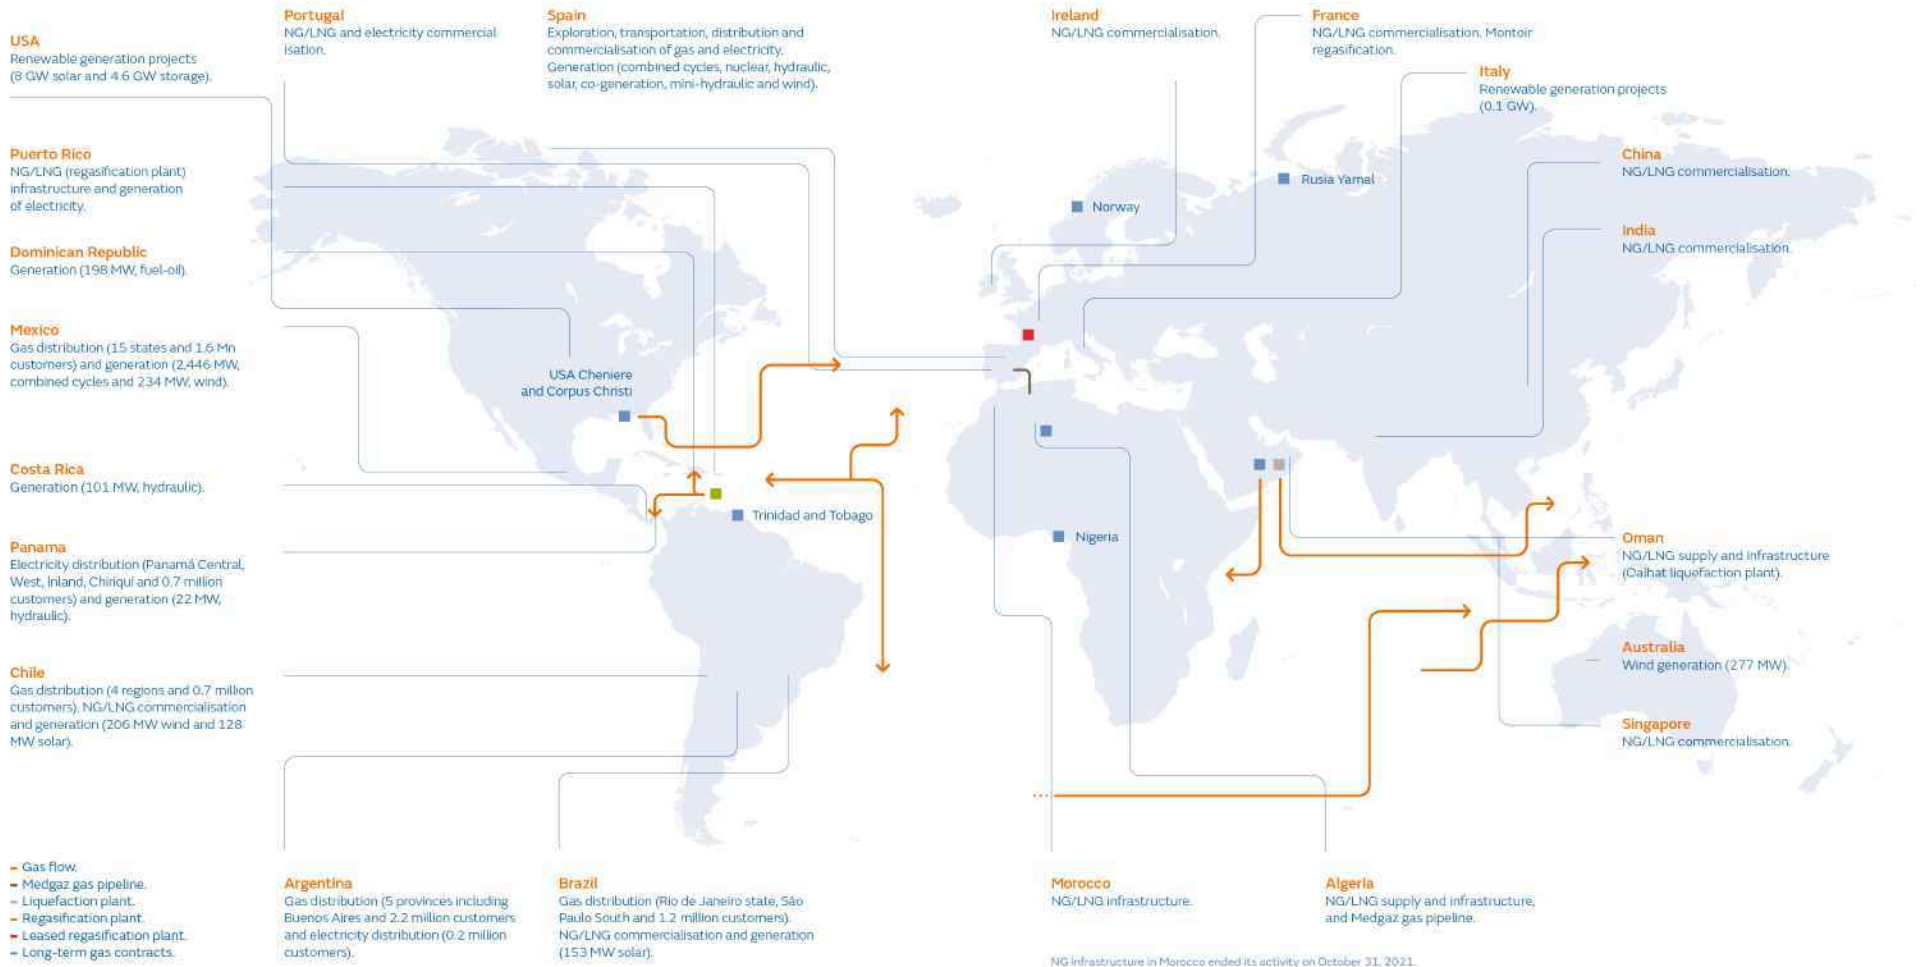 Portugal
NG/LNG and electricity commercial
isation.
Spain
Exploration, transportation, distribution and
commercialisation of gas and electricity.
Generation (combined cycles, nuclear, hydraulic,
solar, co-generation, mini-hydraulic and wind).
Ireland
NG/LNG commercialisation.
France
NG/LNG commercialisation. Montoir
regasification.
Italy
Renewable generation projects
(0.1 GW).
USA
Renewable generation projects
(8 GW solar and 4.6 GW storage).
Puerto Rico
NG/LNG (regasification plant)
infrastructure and generation
of electricity.
Dominican Republic
Generation (198 MW, fuel-oil).
Mexico
Gas distribution (15 states and 1.6 Mn
customers) and generation (2,446 MW,
combined cycles and 234 MW, wind).
Costa Rica
Generation (101 MW, hydraulic).
Panama
Electricity distribution (Panamá Central,
West, Inland, Chiriquí and 0.7 million
customers) and generation (22 MW,
hydraulic).
Chile
Gas distribution (4 regions and 0.7 million
customers). NG/LNG commercialisation
and generation (206 MW wind and 128
MW solar).
USA Cheniere
and Corpus Christi
Trinidad and Tobago
Norway
Rusia Yamal
Nigeria
China
NG/LNG commercialisation.
India
NG/LNG commercialisation.
Oman
NG/LNG supply and infrastructure
(Qalhat liquefaction plant).
Australia
Wind generation (277 MW).
Singapore
NG/LNG commercialisation.
Gas flow.
Medgaz gas pipeline.
Liquefaction plant.
Regasification plant.
Leased regasification plant.
Long-term gas contracts.
Argentina
Gas distribution (5 provinces including
Buenos Aires and 2.2 million customers
and electricity distribution (0.2 million
customers).
Brazil
Gas distribution (Rio de Janeiro state, São
Paulo South and 1.2 million customers).
NG/LNG commercialisation and generation
(153 MW solar).
Morocco
NG/LNG infrastructure.
Algeria
NG/LNG supply and infrastructure,
and Medgaz gas pipeline.
NG infrastructure in Morocco ended its activity on October 31, 2021.